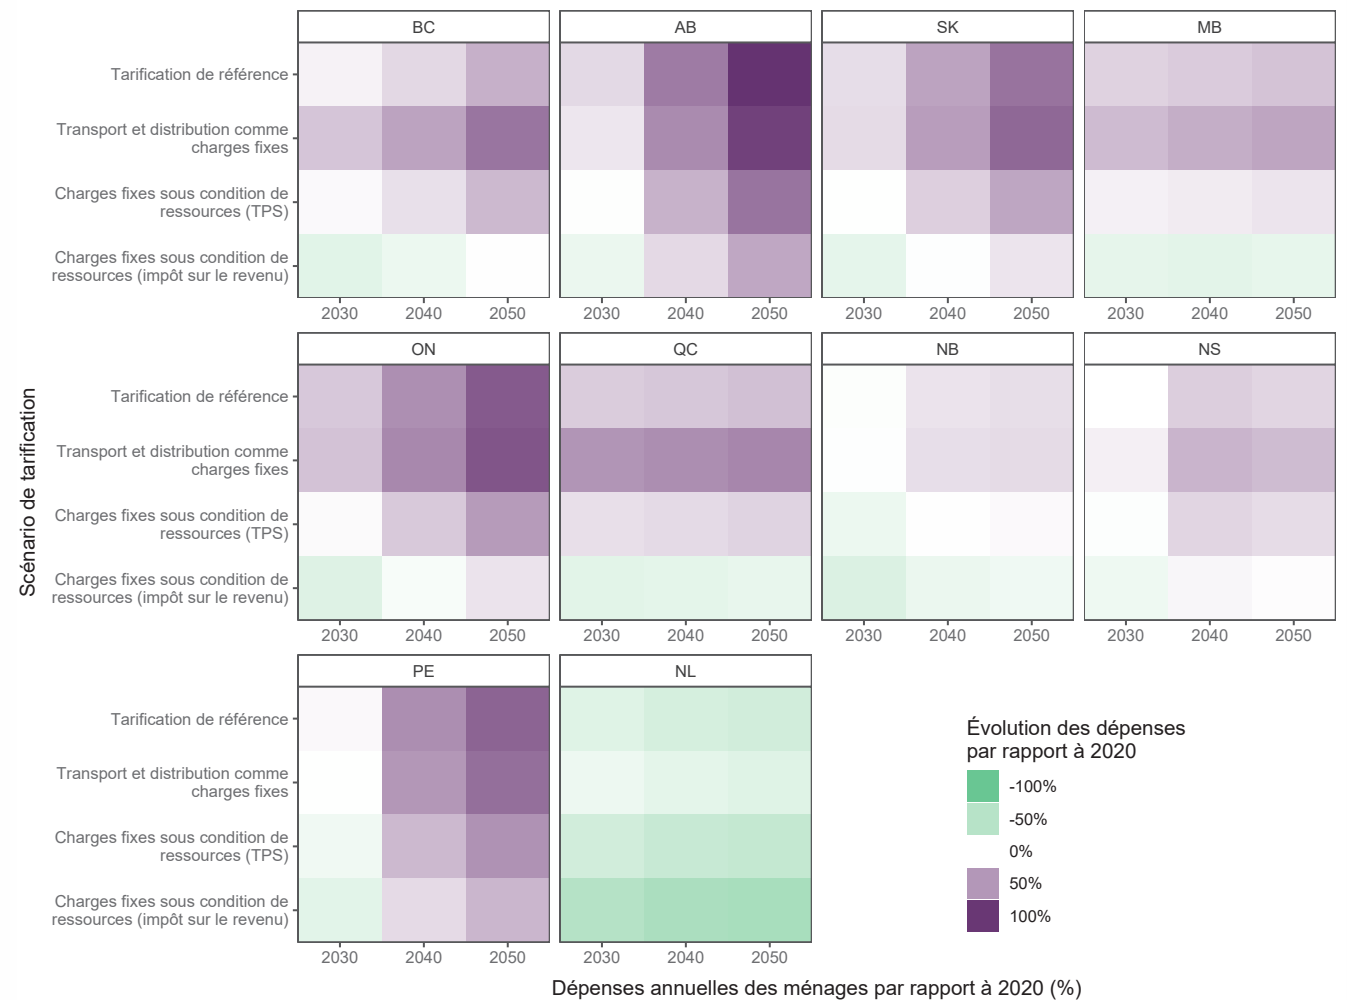 BC
AB
SK
MB
Tarification de référence
Transport et distribution comme
charges fixes
Charges fixes sous condition de
ressources (TPS)
Charges fixes sous condition de
ressources (impôt sur le revenu)
2030 2040 2050
2030 2040 2050
2030 2040 2050
2030 2040 2050
Scénario de tarification
ON
QC
NB
NS
Tarification de référence
Transport et distribution comme
charges fixes
Charges fixes sous condition de
ressources (TPS)
Charges fixes sous condition de
ressources (impôt sur le revenu)
2030 2040 2050
2030 2040 2050
2030 2040 2050
2030 2040 2050
PE
NL
Tarification de référence
Transport et distribution comme
charges fixes
Charges fixes sous condition de
ressources (TPS)
Charges fixes sous condition de
ressources (impôt sur le revenu)
2030 2040 2050
2030 2040 2050
Évolution des dépenses
par rapport à 2020
-100%
-50%
0%
50%
100%
Dépenses annuelles des ménages par rapport à 2020 (%)